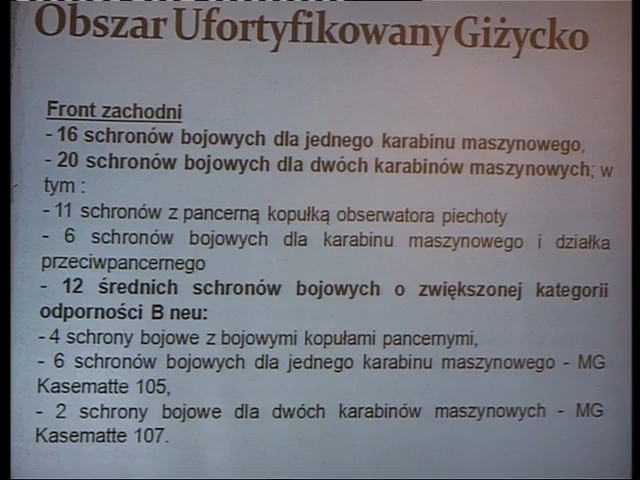 Obszar Ufortyfikowany Giżycko
Front zachodni
- 16 schronów bojowych dla jednego karabinu maszynowego,
- 20 schronów bojowych dla dwóch karabinów maszynowych; w
tym :
- 11 schronów z pancerną kopułką obserwatora piechoty
- 6 schronów bojowych dla karabinu maszynowego i działka
przeciwpancernego
- 12 średnich schronów bojowych o zwiększonej kategorii
odporności B neu:
- 4 schrony bojowe z bojowymi kopułami pancernymi,
- 6 schronów bojowych dla jednego karabinu maszynowego - MG
Kasematte 105,
- 2 schrony bojowe dla dwóch karabinów maszynowych - MG
Kasematte 107.